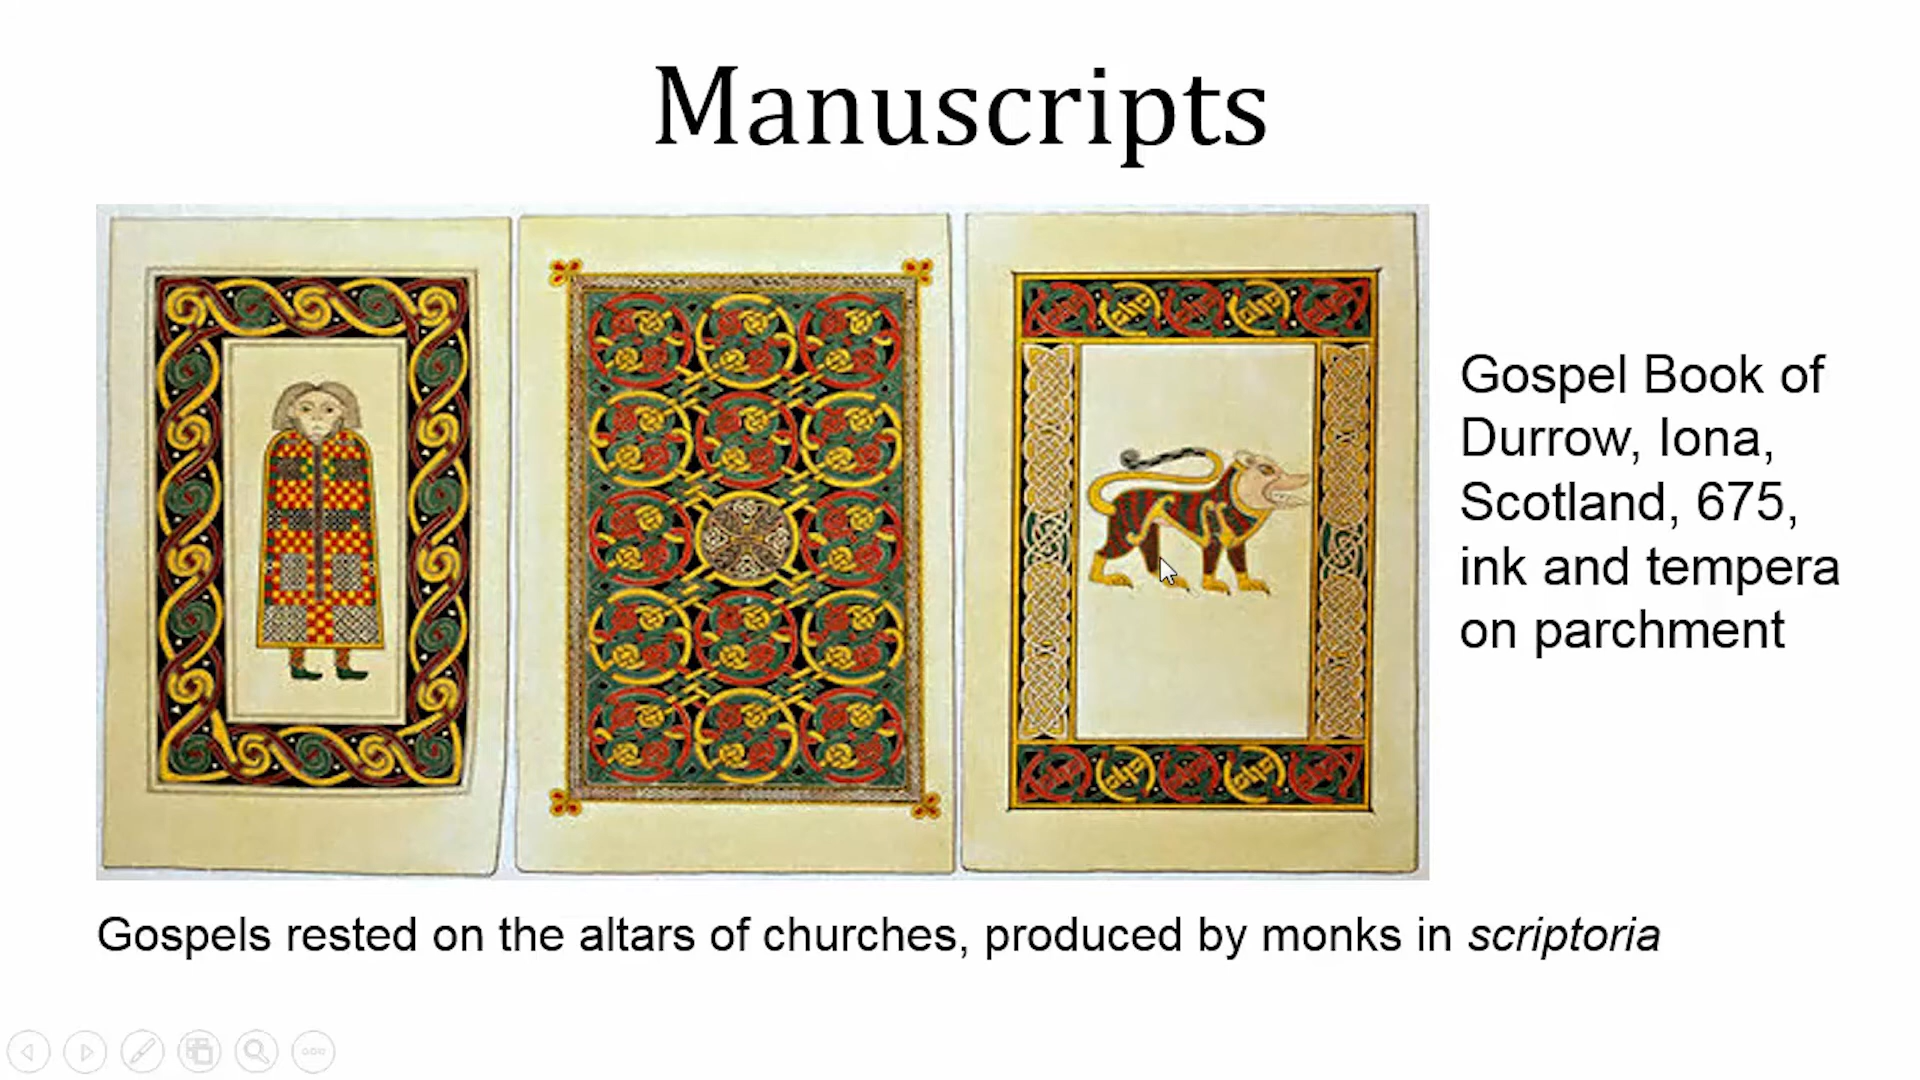 Manuscripts
Gospel Book of
Durrow, Iona,
Scotland, 675,
ink and tempera
on parchment
Gospels rested on the altars of churches, produced by monks in scriptoria